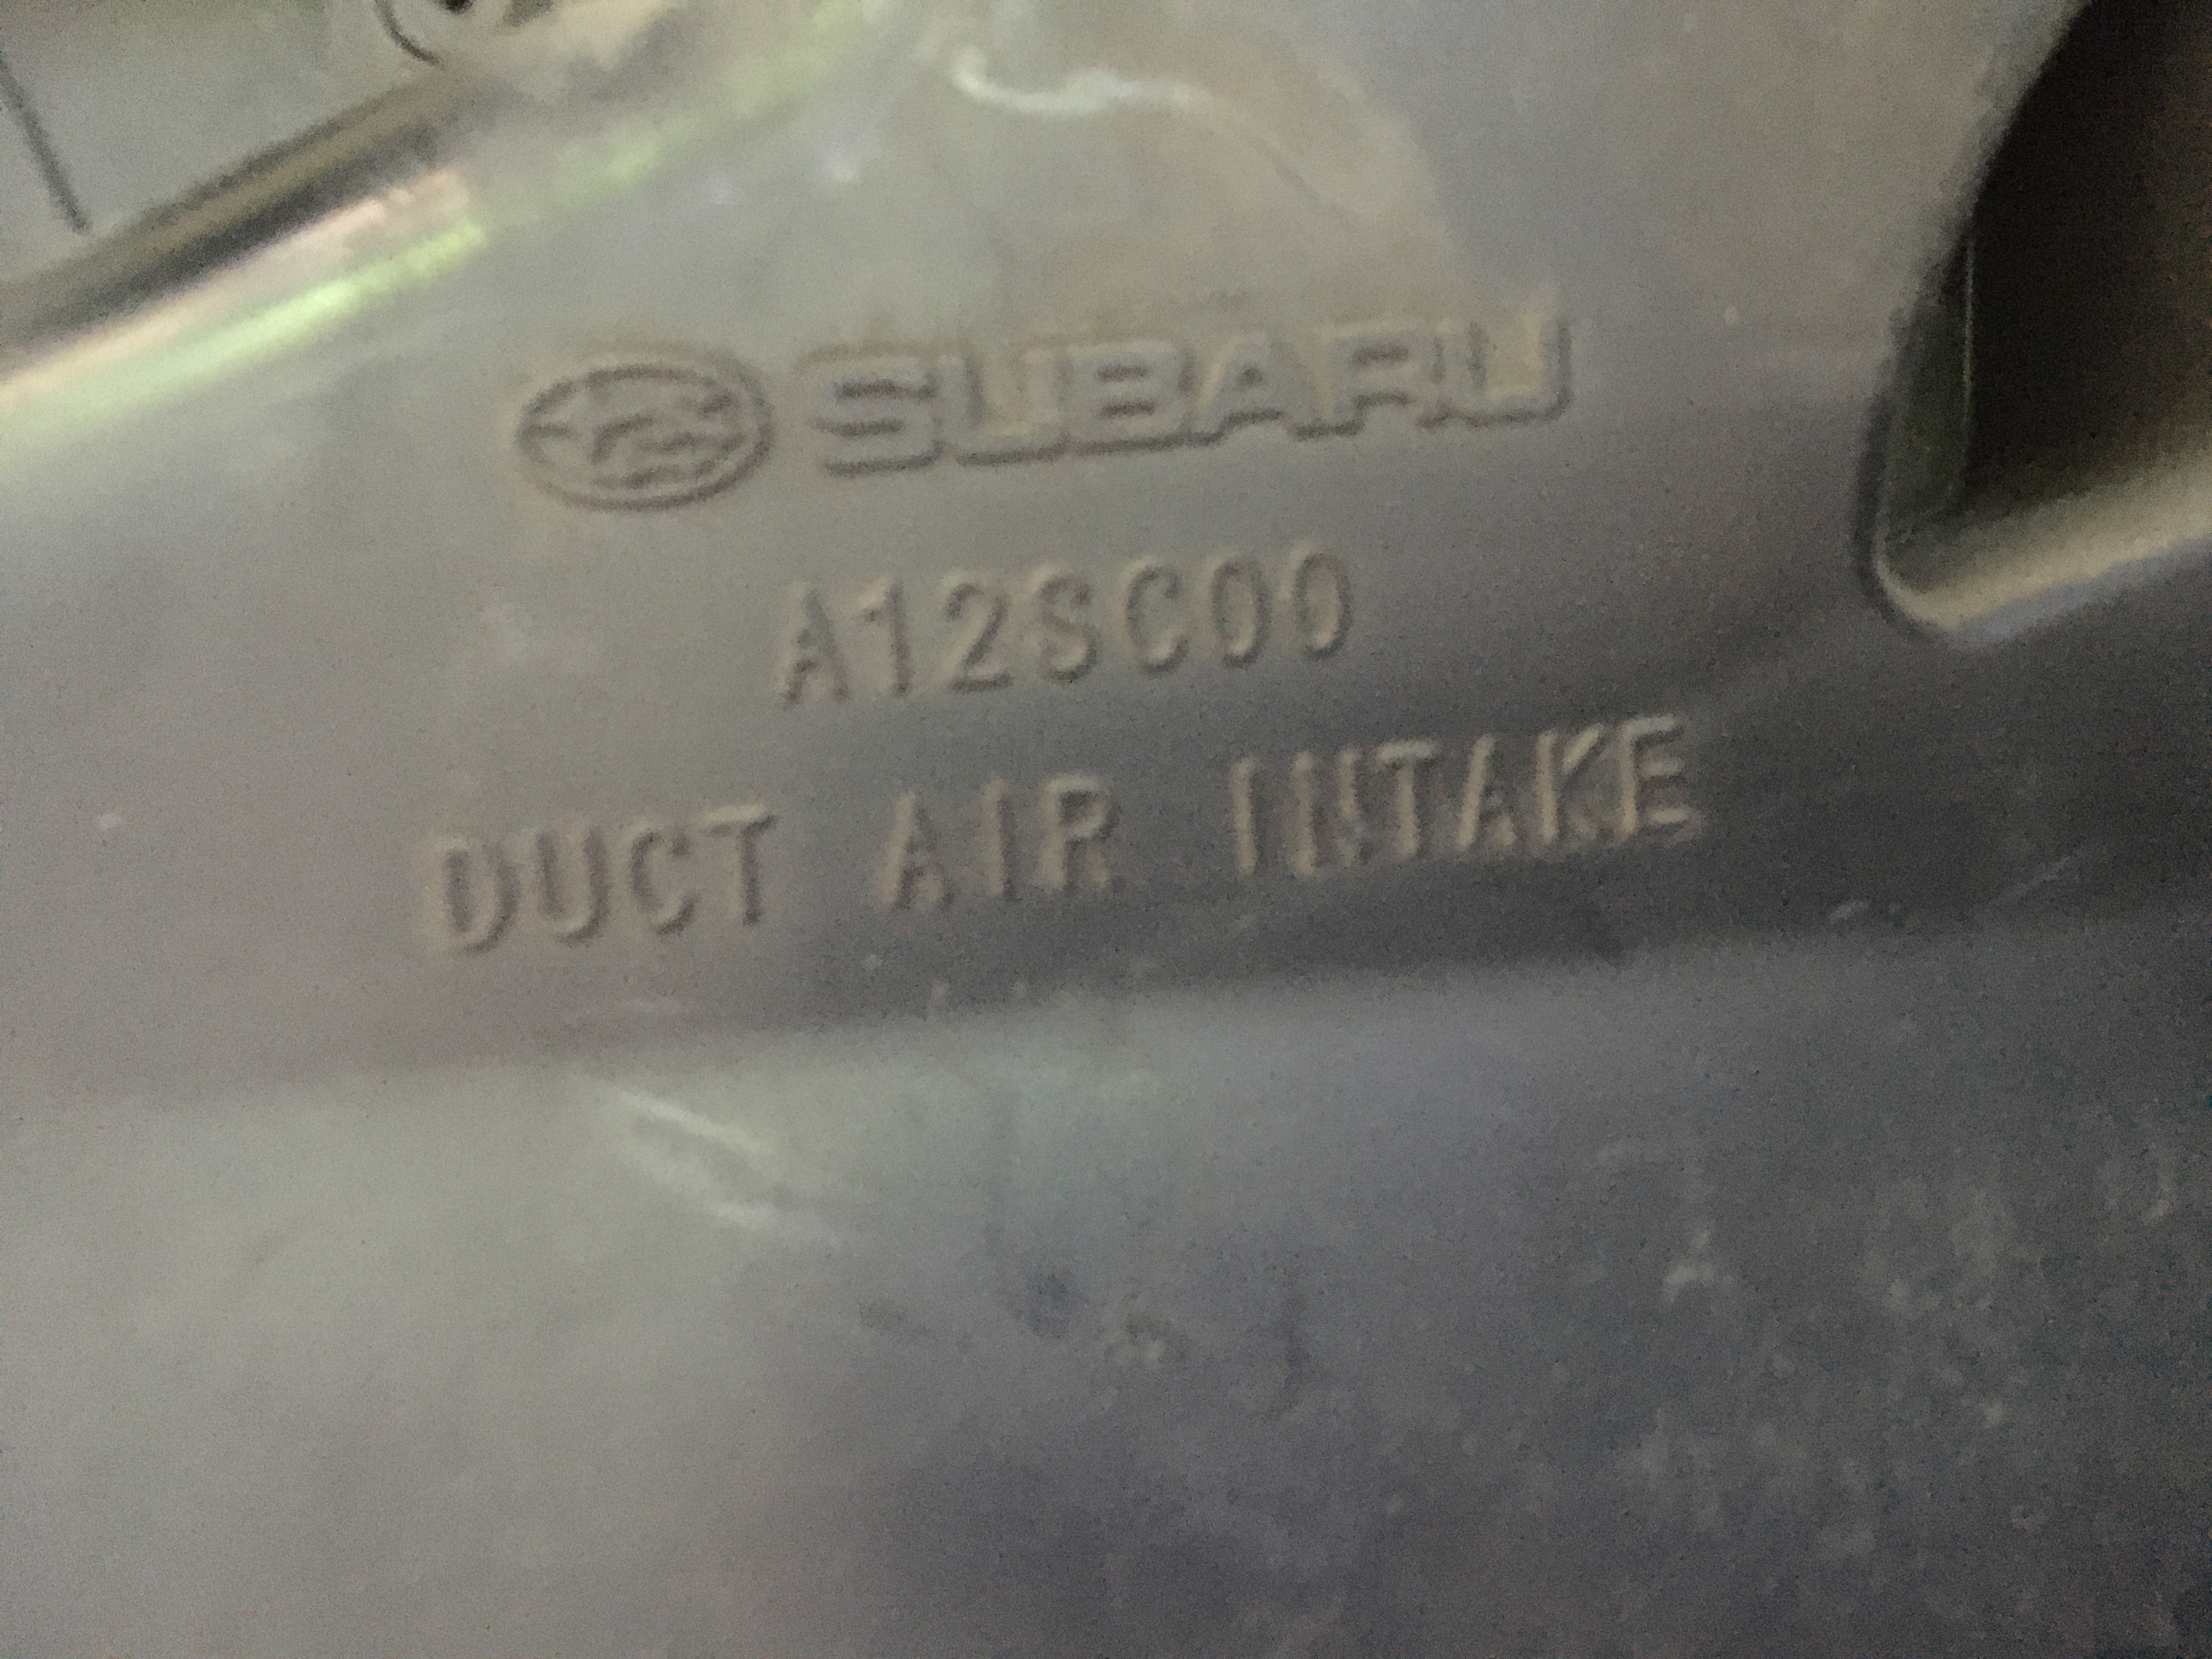 SUBARU
A12SC00
DUCT AIR INTAKE